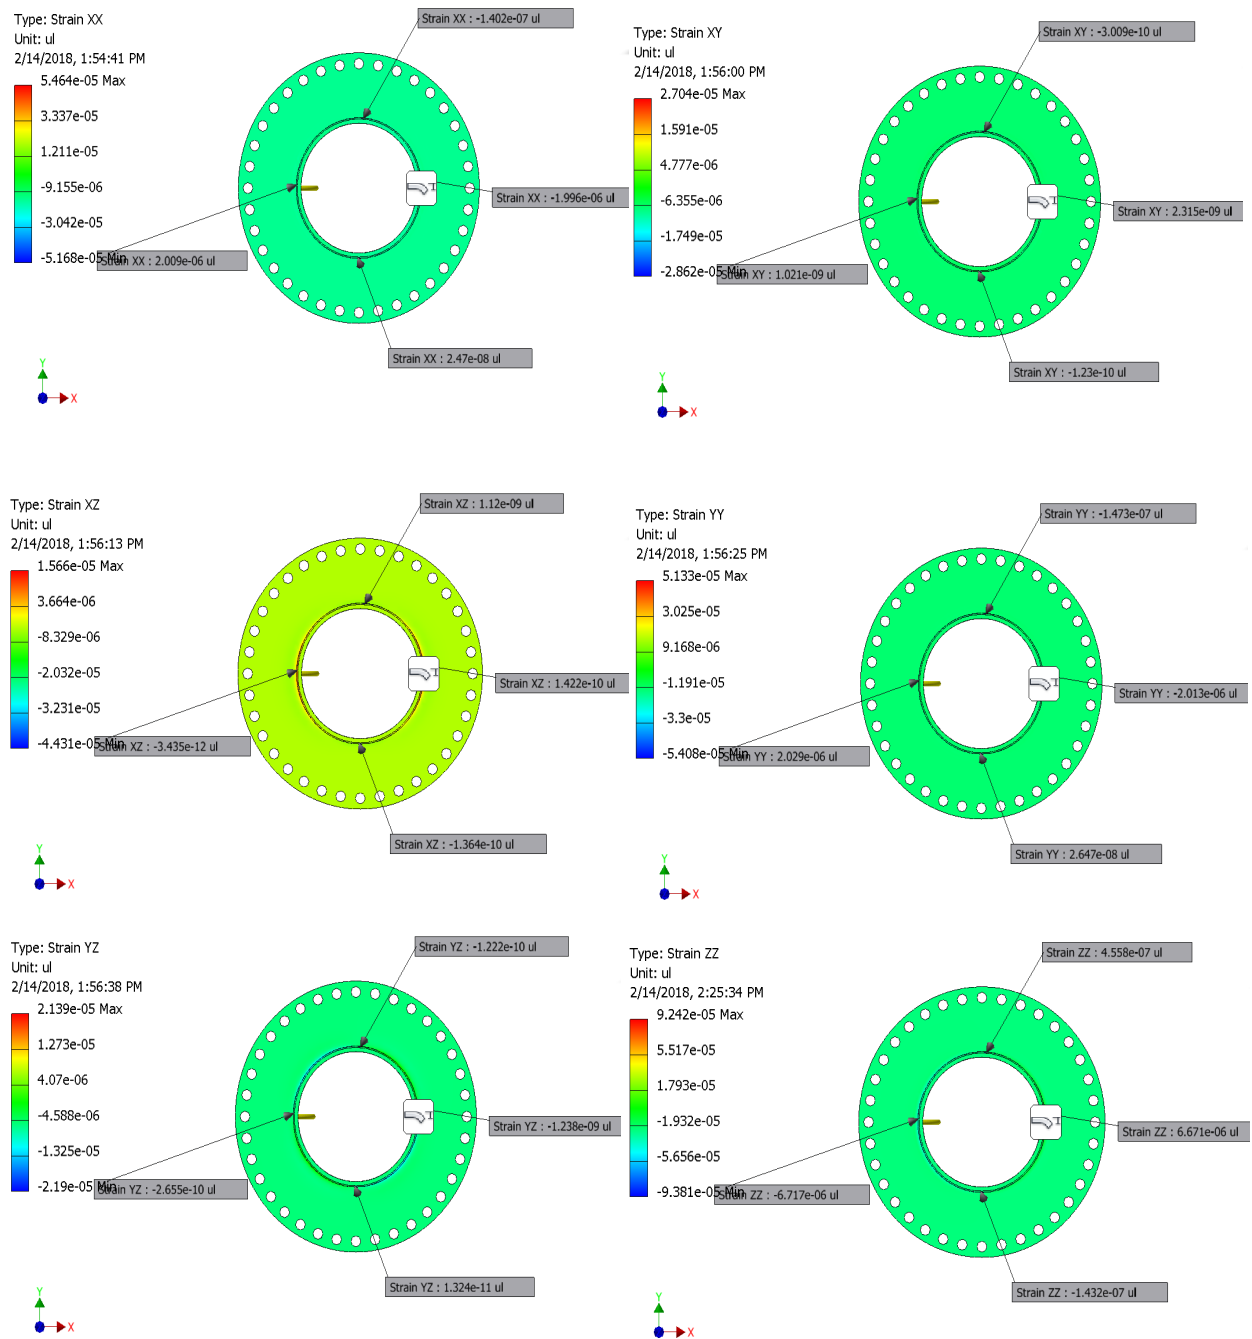 Type: Strain XX
Unit: ul
2/14/2018, 1:54:41 PM
5.464e-05 Max
3.337e-05
1.211e-05
-9.155e-06
-3.042e-05
-5.168e-05 Min
Strain XX : -1.402e-07 ul
Strain XX : -1.996e-06 ul
Strain XX : 2.009e-06 ul
Strain XX : 2.47e-08 ul
Y
X
Type: Strain XY
Unit: ul
2/14/2018, 1:56:00 PM
2.704e-05 Max
1.591e-05
4.777e-06
-6.355e-06
-1.749e-05
-2.862e-05 Min
Strain XY : -3.009e-10 ul
Strain XY : 2.315e-09 ul
Strain XY : 1.021e-09 ul
Strain XY : -1.23e-10 ul
Y
X
Type: Strain XZ
Unit: ul
2/14/2018, 1:56:13 PM
1.566e-05 Max
3.664e-06
-8.329e-06
-2.032e-05
-3.231e-05
-4.431e-05 Min
Strain XZ : 1.12e-09 ul
Strain XZ : 1.422e-10 ul
Strain XZ : -3.435e-12 ul
Strain XZ : -1.364e-10 ul
Y
X
Type: Strain YY
Unit: ul
2/14/2018, 1:56:25 PM
5.133e-05 Max
3.025e-05
9.168e-06
-1.191e-05
-3.3e-05
-5.408e-05 Min
Strain YY : -1.473e-07 ul
Strain YY : -2.013e-06 ul
Strain YY : 2.029e-06 ul
Strain YY : 2.647e-08 ul
Y
X
Type: Strain YZ
Unit: ul
2/14/2018, 1:56:38 PM
2.139e-05 Max
1.273e-05
4.07e-06
-4.588e-06
-1.325e-05
-2.19e-05 Min
Strain YZ : -1.222e-10 ul
Strain YZ : -1.238e-09 ul
Strain YZ : -2.655e-10 ul
Strain YZ : 1.324e-11 ul
Y
X
Type: Strain ZZ
Unit: ul
2/14/2018, 2:25:34 PM
9.242e-05 Max
5.517e-05
1.793e-05
-1.932e-05
-5.656e-05
-9.381e-05 Min
Strain ZZ : 4.558e-07 ul
Strain ZZ : 6.671e-06 ul
Strain ZZ : -6.717e-06 ul
Strain ZZ : -1.432e-07 ul
Y
X